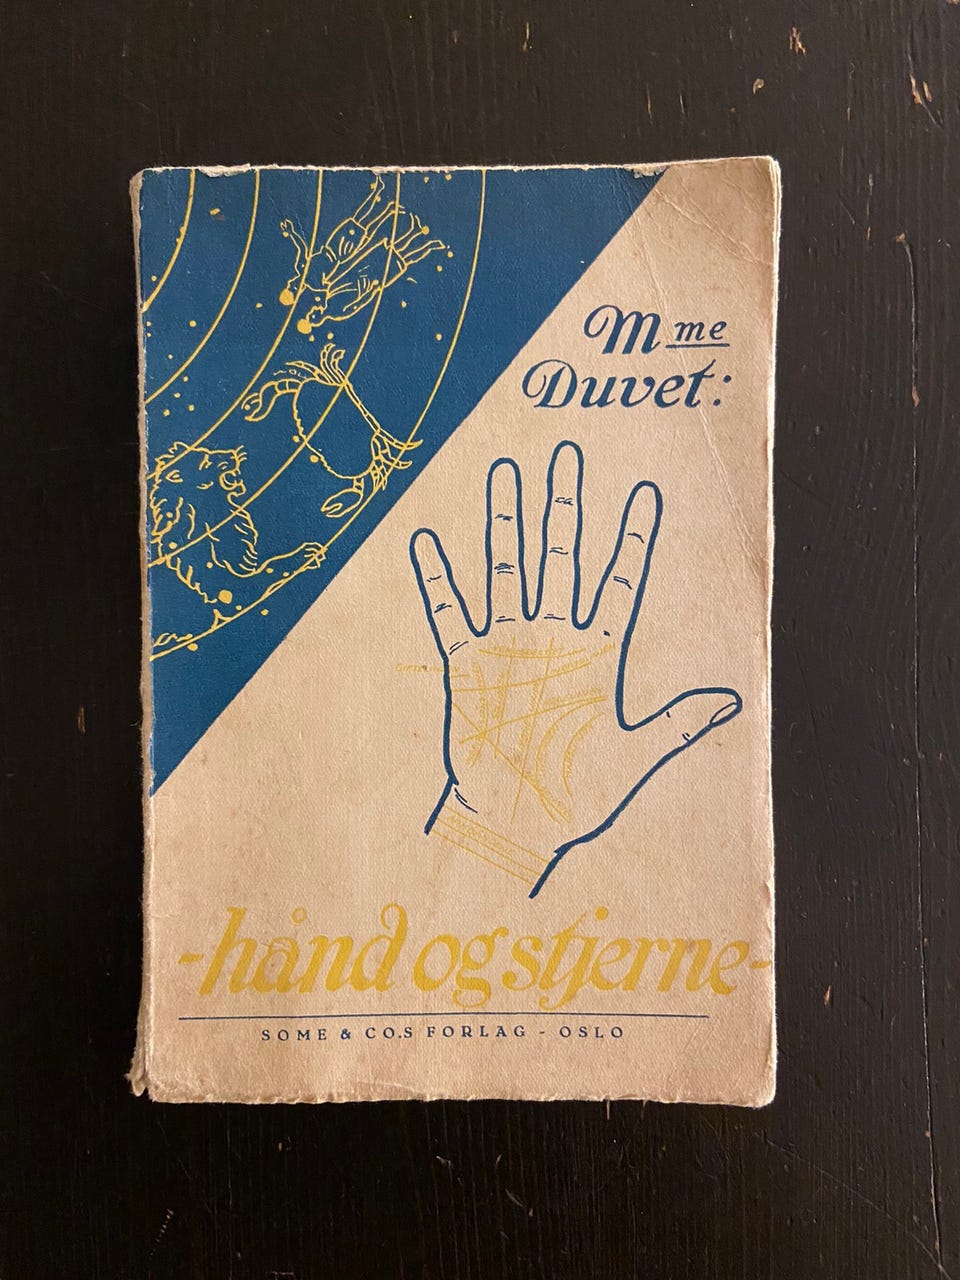 Mme
Duvet:
-hånd og stjerne-
SOME & CO.S FORLAG - OSLO